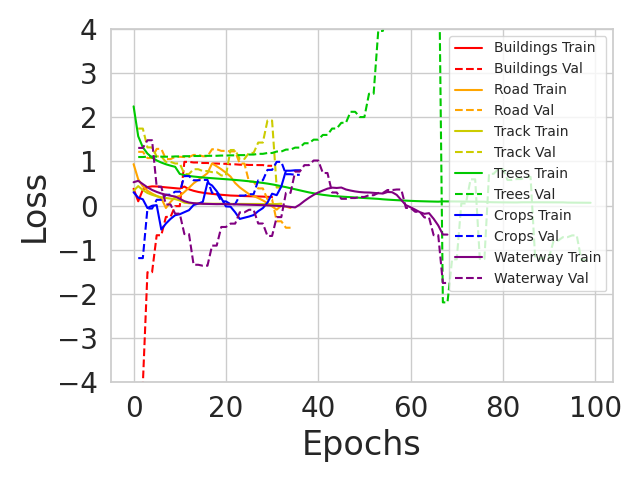 4
3
2
1
0
−1
−2
−3
−4
Loss
0 20 40 60 80 100
Epochs
Buildings Train
Buildings Val
Road Train
Road Val
Track Train
Track Val
Trees Train
Trees Val
Crops Train
Crops Val
Waterway Train
Waterway Val